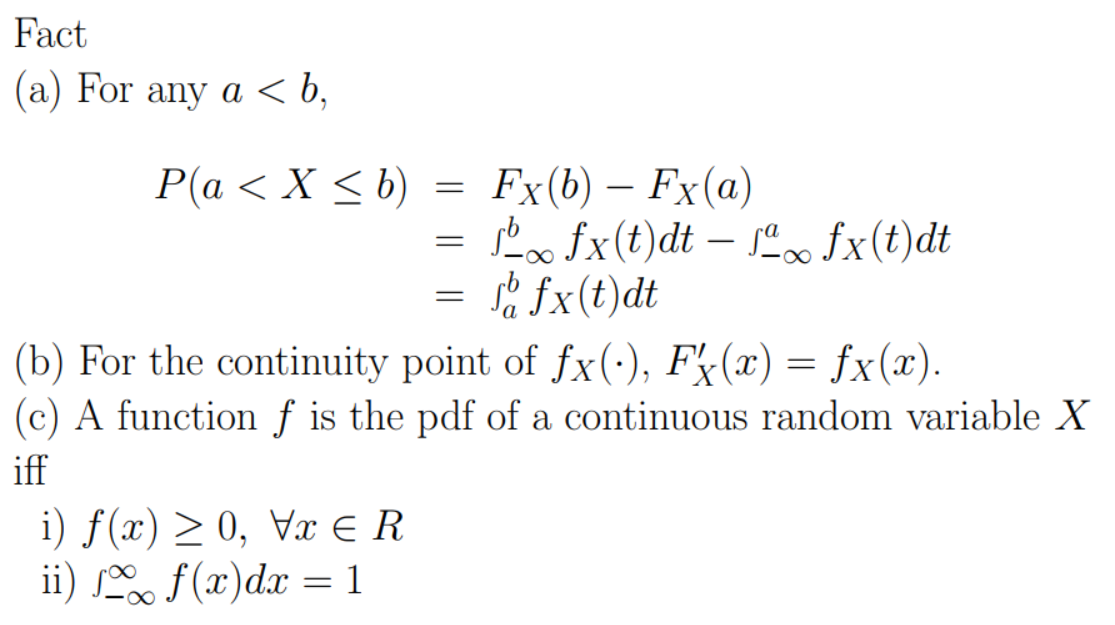 Fact
(a) For any a < b,
P(a < X ≤ b) = F_X(b) − F_X(a)
= ∫_{−∞}^{b} f_X(t)dt − ∫_{−∞}^{a} f_X(t)dt
= ∫_{a}^{b} f_X(t)dt
(b) For the continuity point of f_X(·), F′_X(x) = f_X(x).
(c) A function f is the pdf of a continuous random variable X
iff
i) f(x) ≥ 0, ∀x ∈ R
ii) ∫_{−∞}^{∞} f(x)dx = 1